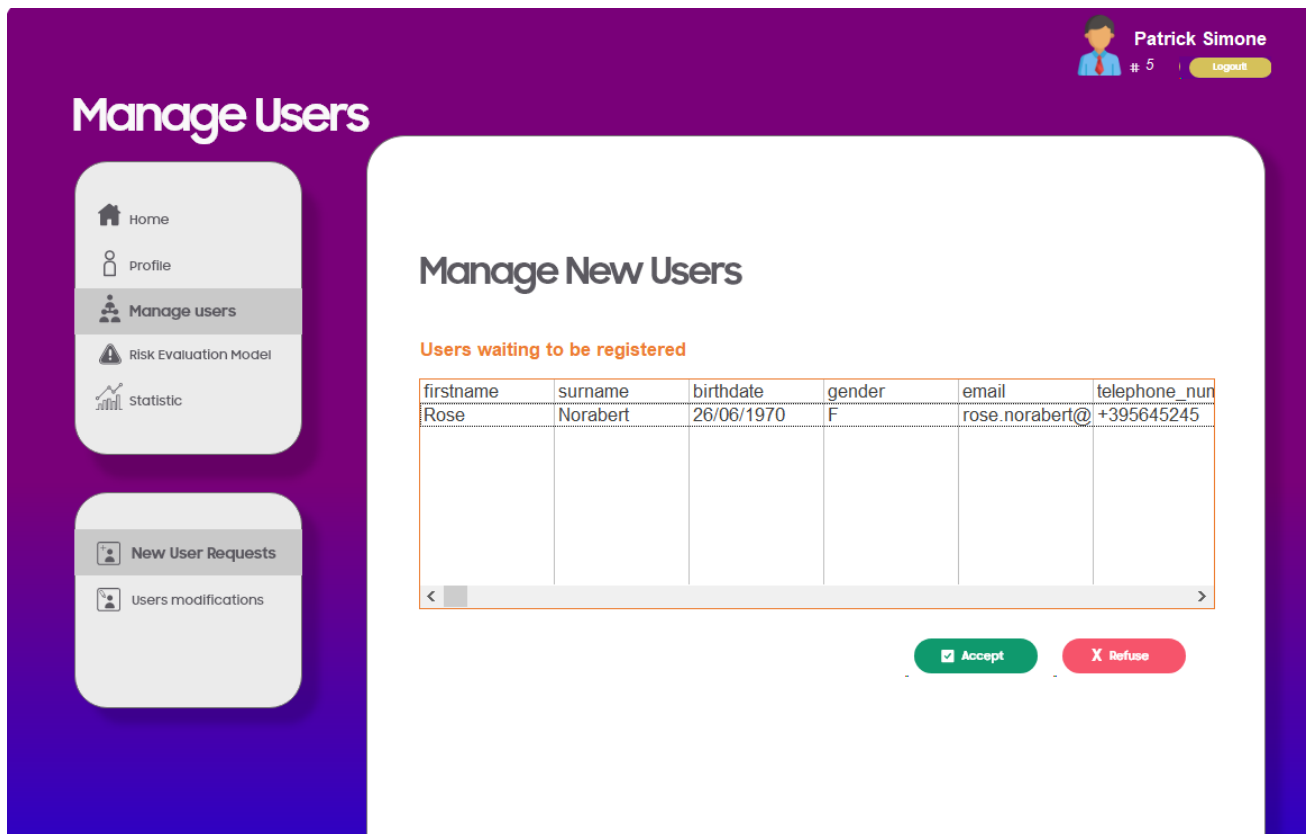 Patrick Simone
# 5 Logout
Manage Users
Home
Profile
Manage users
Risk Evaluation Model
Statistic
New User Requests
Users modifications
Manage New Users
Users waiting to be registered
firstname surname birthdate gender email telephone_num
Rose Norabert 26/06/1970 F rose.norabert@ +395645245
Accept X Refuse